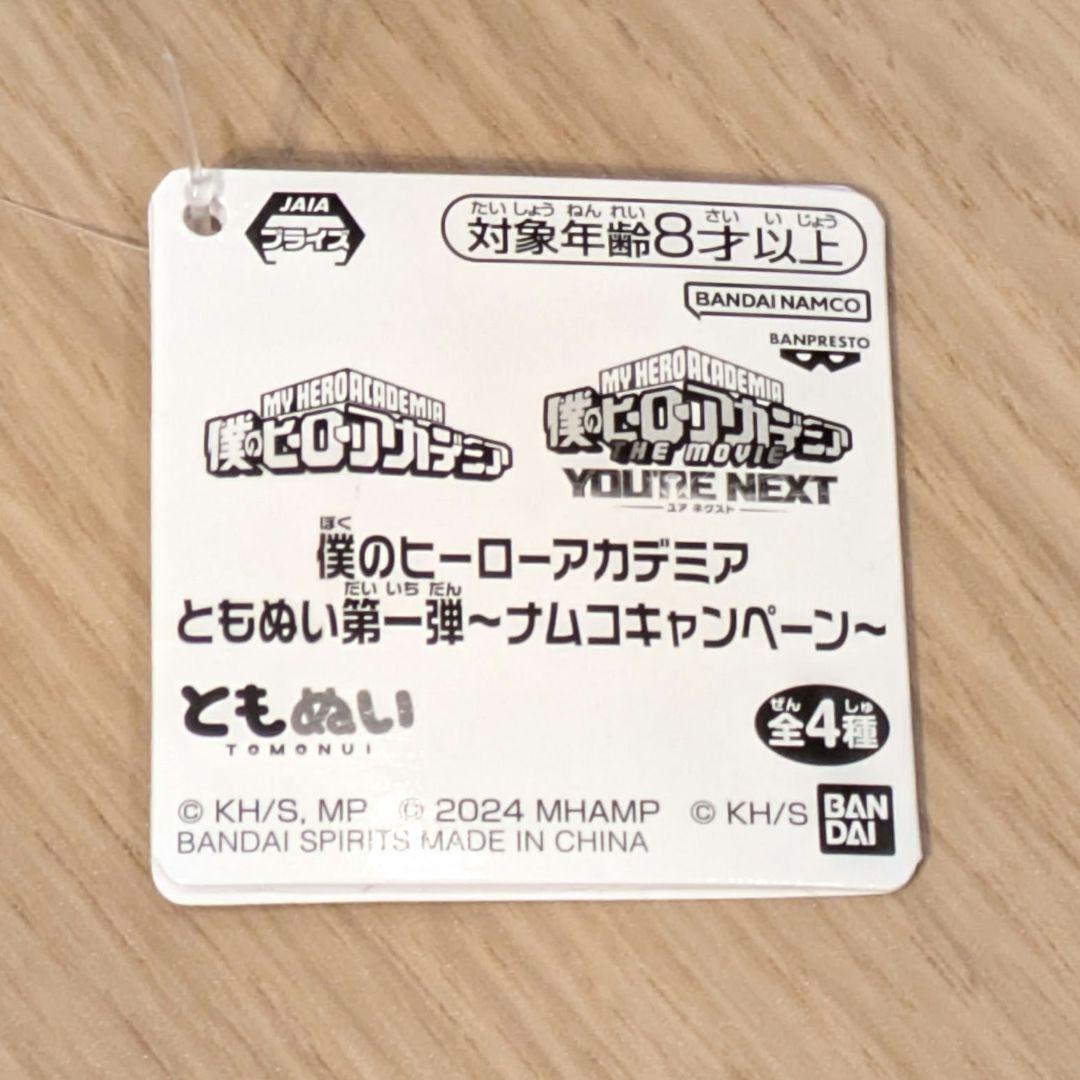 JAIA
プライズ
たいしょうねんれい さいいじょう
対象年齢8才以上
BANDAI NAMCO
BANPRESTO
MY HERO ACADEMIA
僕のヒーローアカデミア
MY HERO ACADEMIA
僕のヒーローアカデミア
THE MOVIE
YOU'RE NEXT
ユア ネクスト
ぼく
僕のヒーローアカデミア
だいいちだん
ともぬい第一弾～ナムコキャンペーン～
ともぬい
TOMONUI
ぜん しゅ
全4種
© KH/S, MP © 2024 MHAMP © KH/S
BANDAI SPIRITS MADE IN CHINA
BAN
DAI